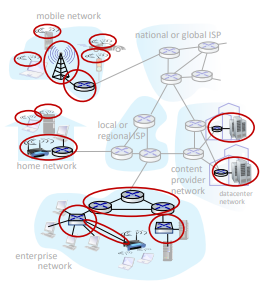 mobile network
national or global ISP
local or
regional ISP
home network
content
provider
network
datacenter
network
enterprise
network